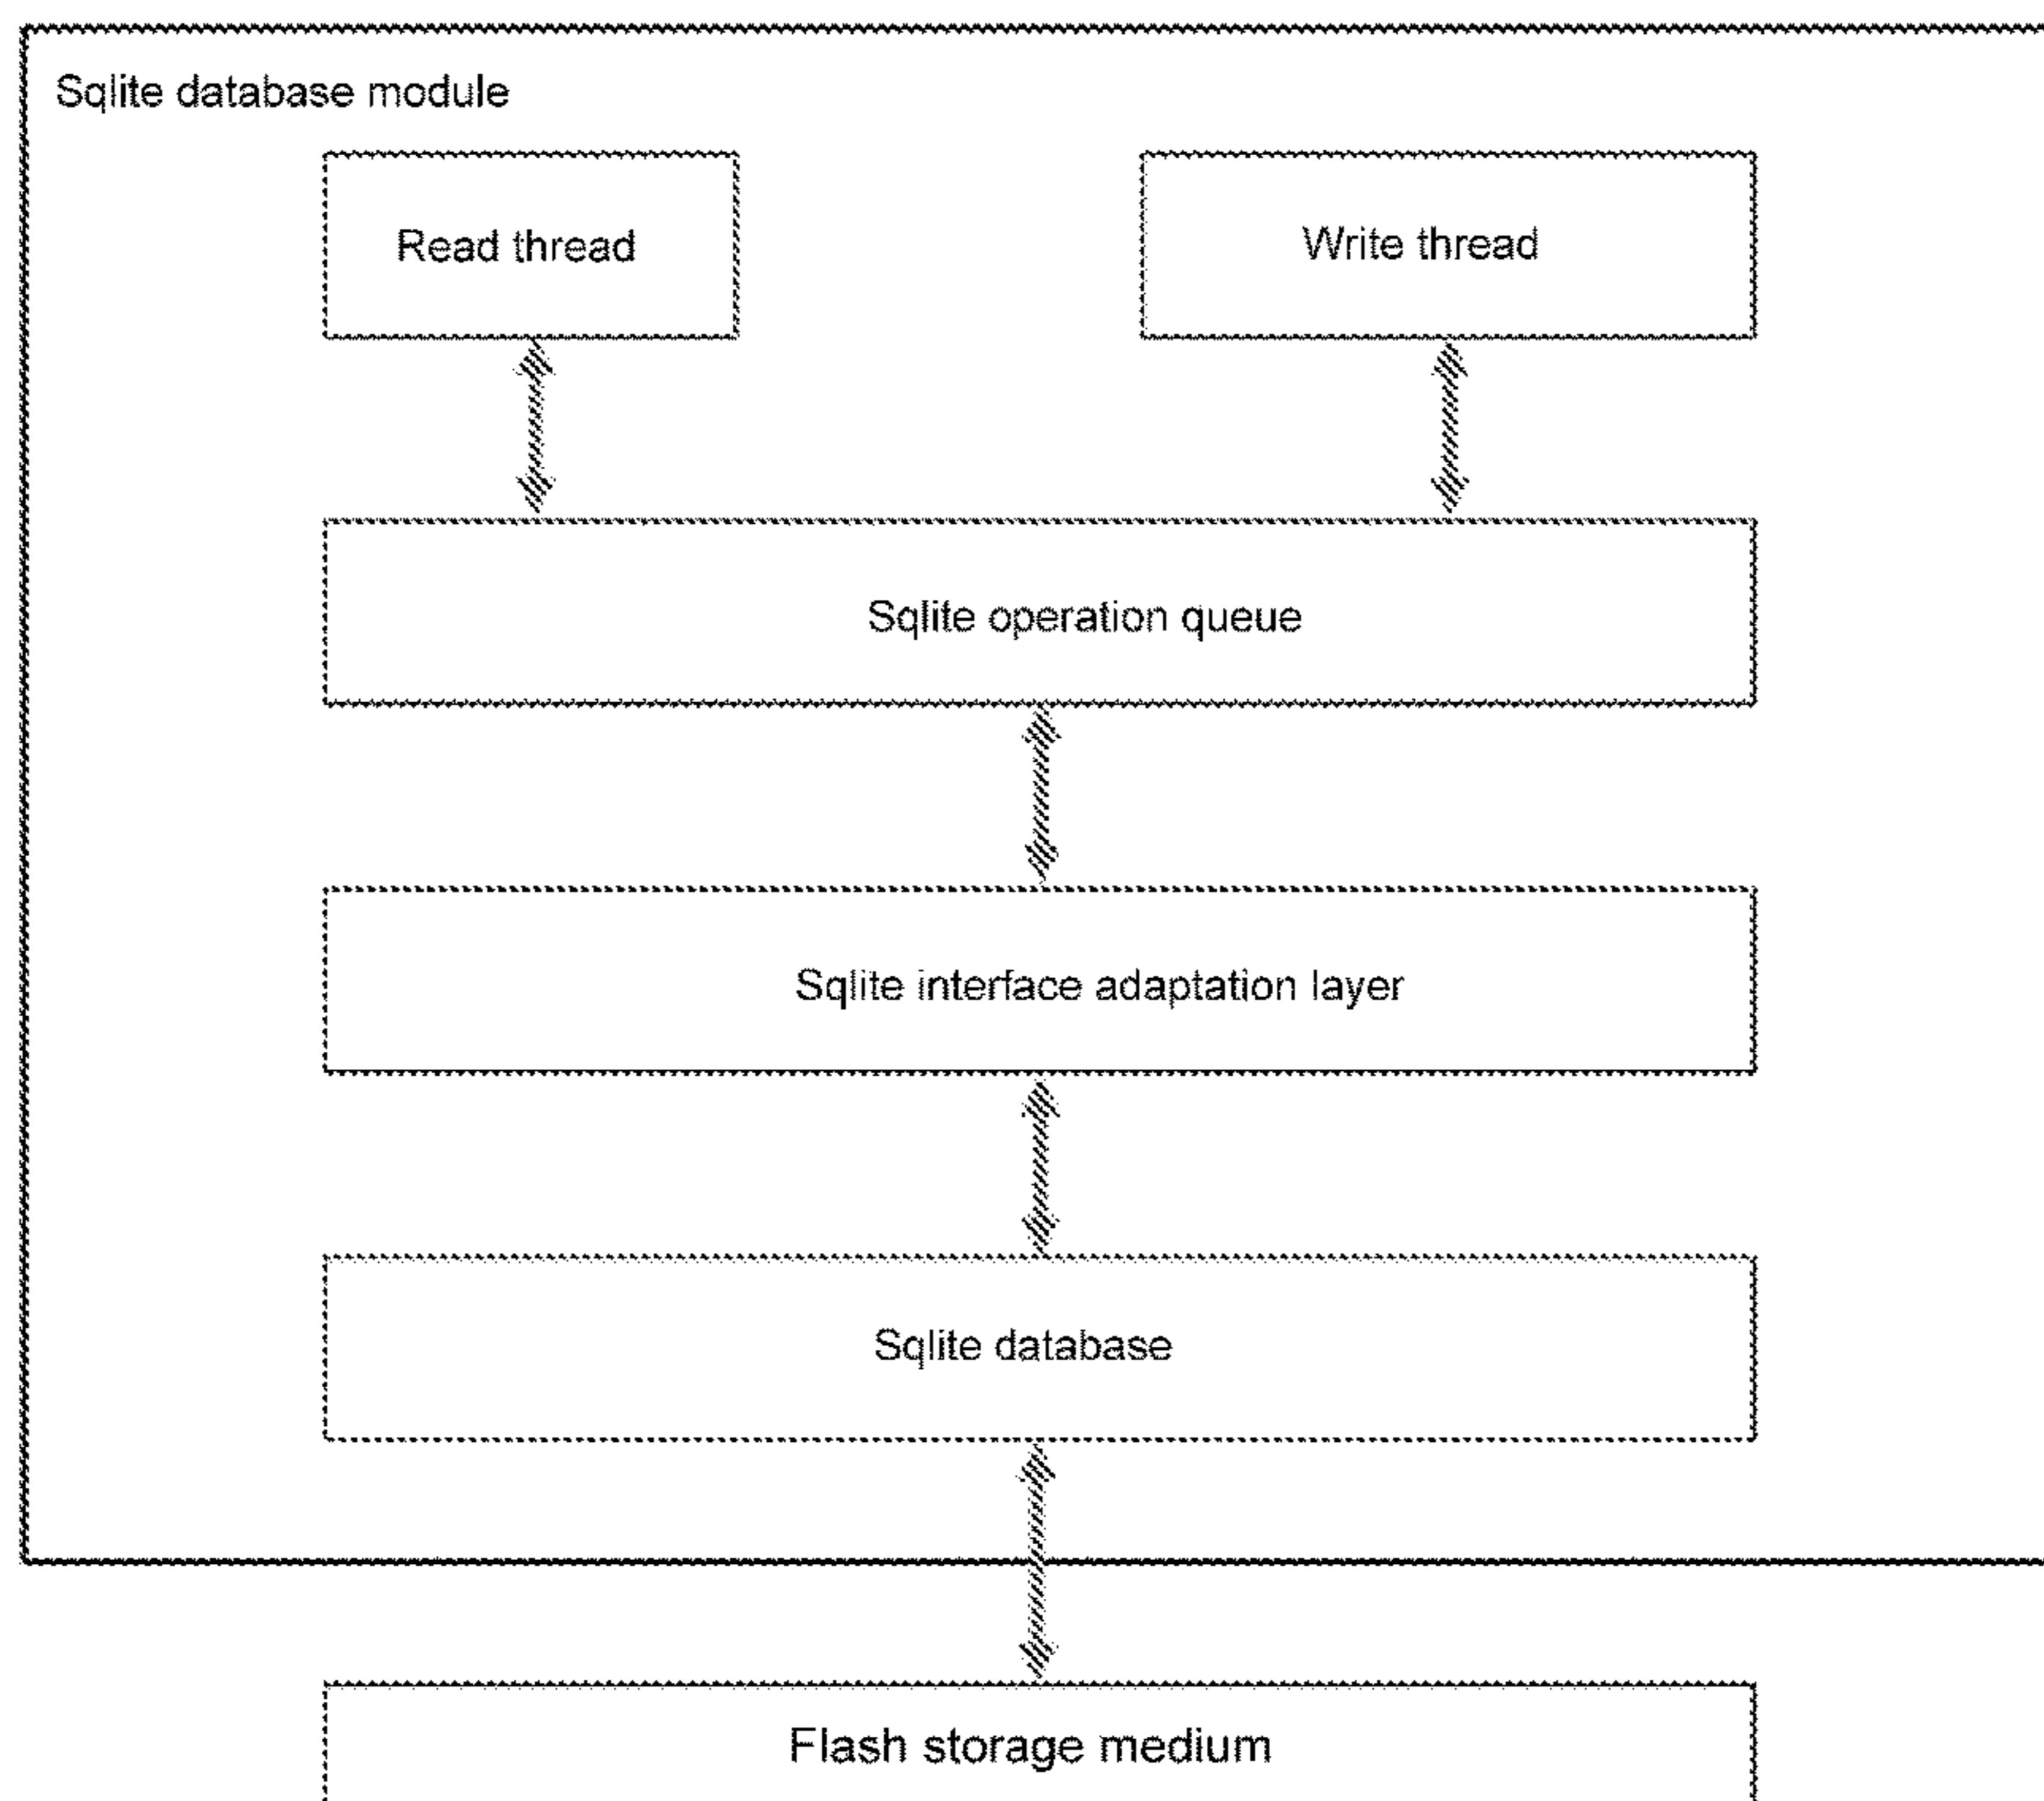 Sqlite database module
Read thread
Write thread
Sqlite operation queue
Sqlite interface adaptation layer
Sqlite database
Flash storage medium